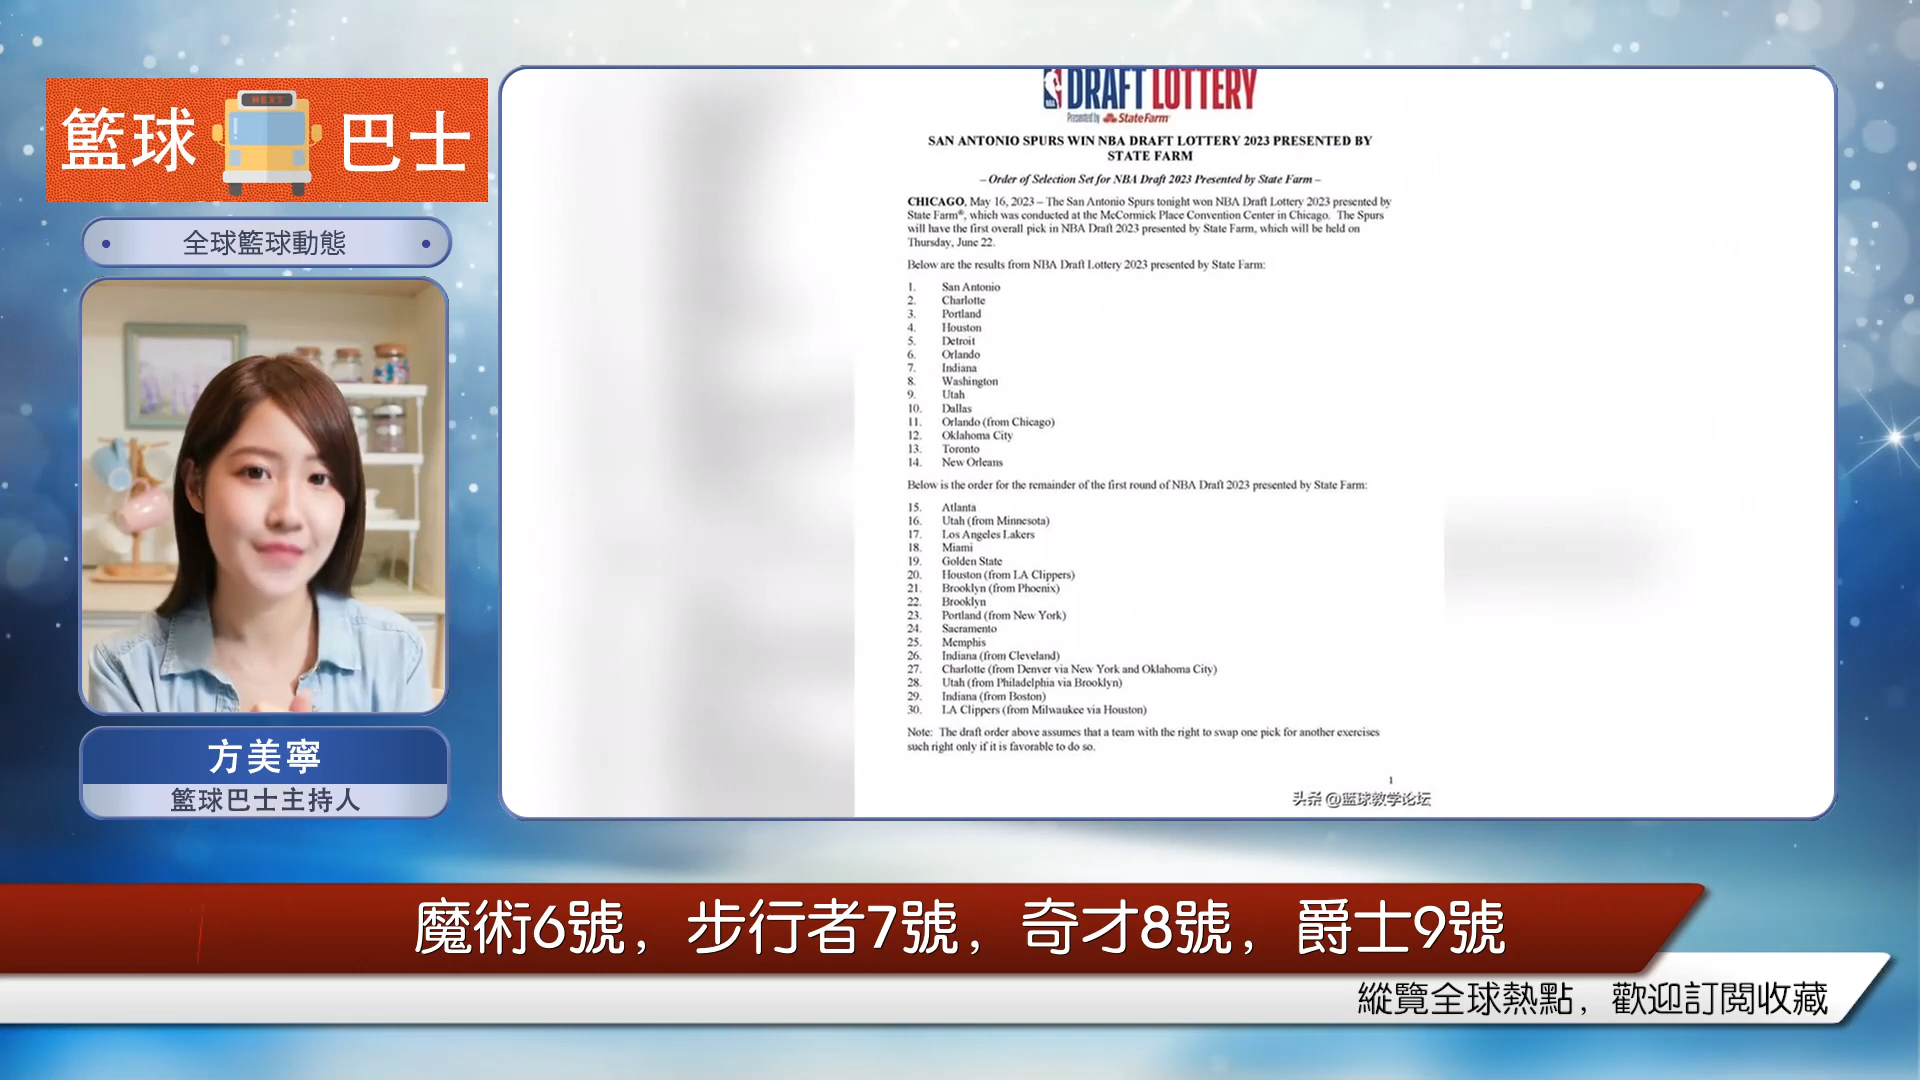 籃球 巴士
NEXT
全球籃球動態
方美寧
籃球巴士主持人
NBA DRAFT LOTTERY
Presented by StateFarm
SAN ANTONIO SPURS WIN NBA DRAFT LOTTERY 2023 PRESENTED BY
STATE FARM
– Order of Selection Set for NBA Draft 2023 Presented by State Farm –
CHICAGO, May 16, 2023 – The San Antonio Spurs tonight won NBA Draft Lottery 2023 presented by
State Farm®, which was conducted at the McCormick Place Convention Center in Chicago. The Spurs
will have the first overall pick in NBA Draft 2023 presented by State Farm, which will be held on
Thursday, June 22.
Below are the results from NBA Draft Lottery 2023 presented by State Farm:
1. San Antonio
2. Charlotte
3. Portland
4. Houston
5. Detroit
6. Orlando
7. Indiana
8. Washington
9. Utah
10. Dallas
11. Orlando (from Chicago)
12. Oklahoma City
13. Toronto
14. New Orleans
Below is the order for the remainder of the first round of NBA Draft 2023 presented by State Farm:
15. Atlanta
16. Utah (from Minnesota)
17. Los Angeles Lakers
18. Miami
19. Golden State
20. Houston (from LA Clippers)
21. Brooklyn (from Phoenix)
22. Brooklyn
23. Portland (from New York)
24. Sacramento
25. Memphis
26. Indiana (from Cleveland)
27. Charlotte (from Denver via New York and Oklahoma City)
28. Utah (from Philadelphia via Brooklyn)
29. Indiana (from Boston)
30. LA Clippers (from Milwaukee via Houston)
Note: The draft order above assumes that a team with the right to swap one pick for another exercises
such right only if it is favorable to do so.
1
头条 @篮球教学论坛
魔術6號，步行者7號，奇才8號，爵士9號
縱覽全球熱點，歡迎訂閱收藏